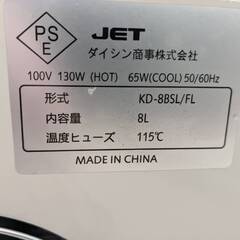 PS
E
JET
ダイシン商事株式会社
100V 130W (HOT) 65W(COOL) 50/60Hz
形式 KD-8BSL/FL
内容量 8L
温度ヒューズ 115℃
MADE IN CHINA